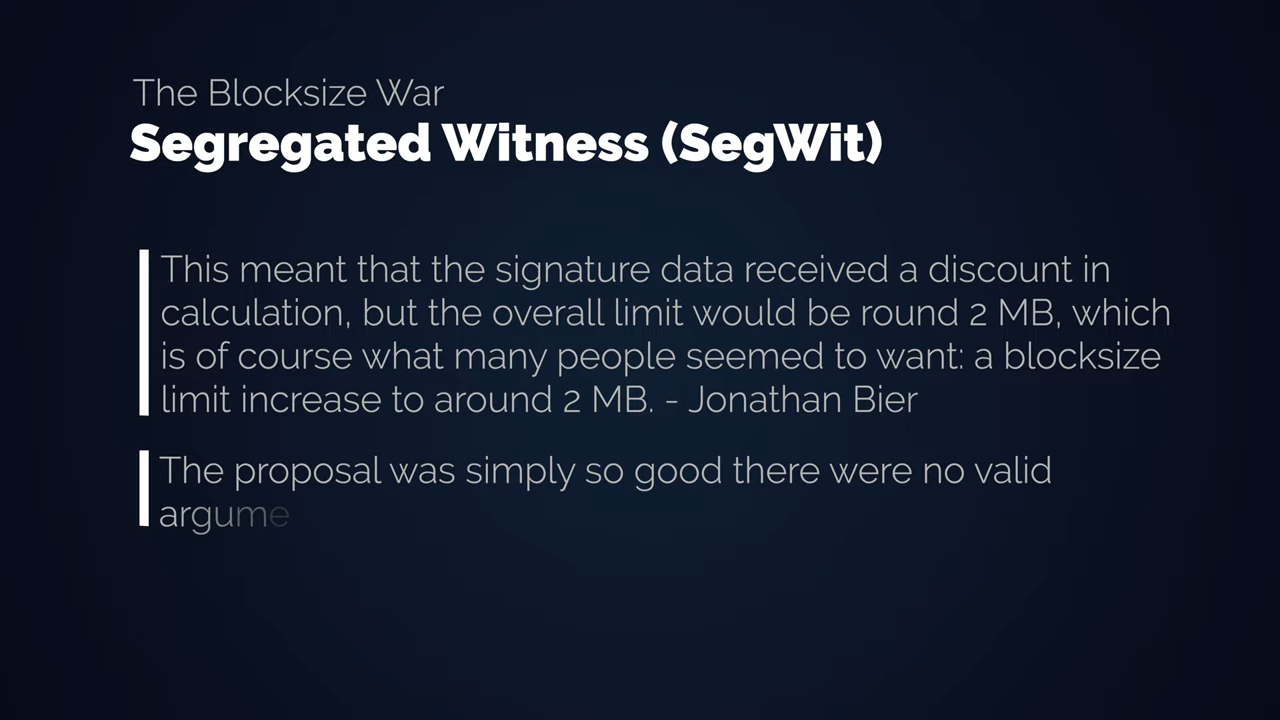 The Blocksize War
Segregated Witness (SegWit)
This meant that the signature data received a discount in
calculation, but the overall limit would be round 2 MB, which
is of course what many people seemed to want: a blocksize
limit increase to around 2 MB. - Jonathan Bier
The proposal was simply so good there were no valid
argume